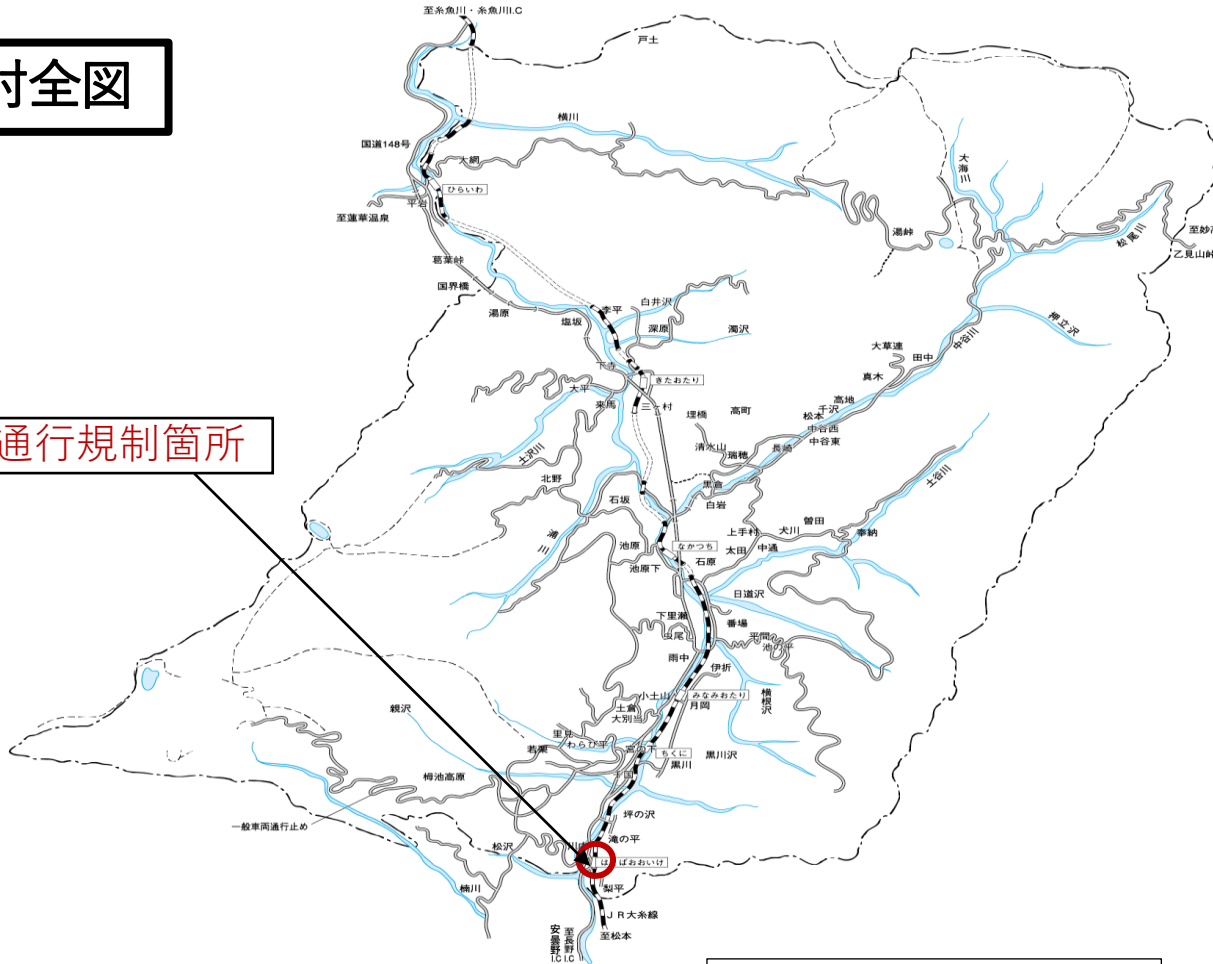 至糸魚川・糸魚川I.C
戸土
村全図
横川
国道148号
大網
大海川
ひらいわ
平岩
至蓮華温泉
湯峠
松尾川
至妙高
乙見山峠
葛葉峠
国界橋
湯原
塩坂
李平
白井沢
深原
濁沢
押立沢
中谷川
大草連
田中
真木
下寺
きたおたり
大平
来馬
三ヶ村
埋橋
高町
高地
千沢
松本
中谷西
中谷東
通行規制箇所
清水山
瑞穂
長崎
土沢川
北野
黒倉
白岩
土谷川
石坂
浦川
上手村
曽田
犬川
奉納
池原
なかつち
太田
中通
池原下
石原
日道沢
下里瀬
虫尾
番場
平間
池の平
雨中
伊折
小土山
みなみおたり
月岡
横根沢
土倉
大別当
親沢
里見
わらび平
若栗
宮の下
ちくに
黒川沢
黒川
千国
栂池高原
坪の沢
一般車両通行止め
滝の平
松沢
ばおおいけ
楠川
梨平
JR大糸線
至松本
至長野I.C
安曇野I.C